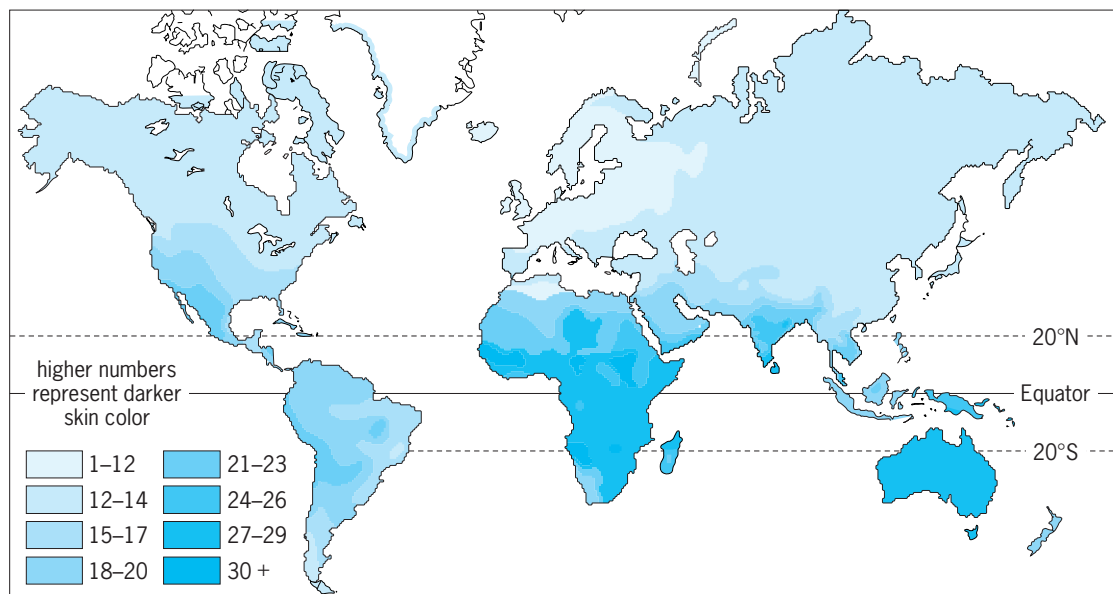 20°N
higher numbers
represent darker
skin color
Equator
20°S
1–12
12–14
15–17
18–20
21–23
24–26
27–29
30 +